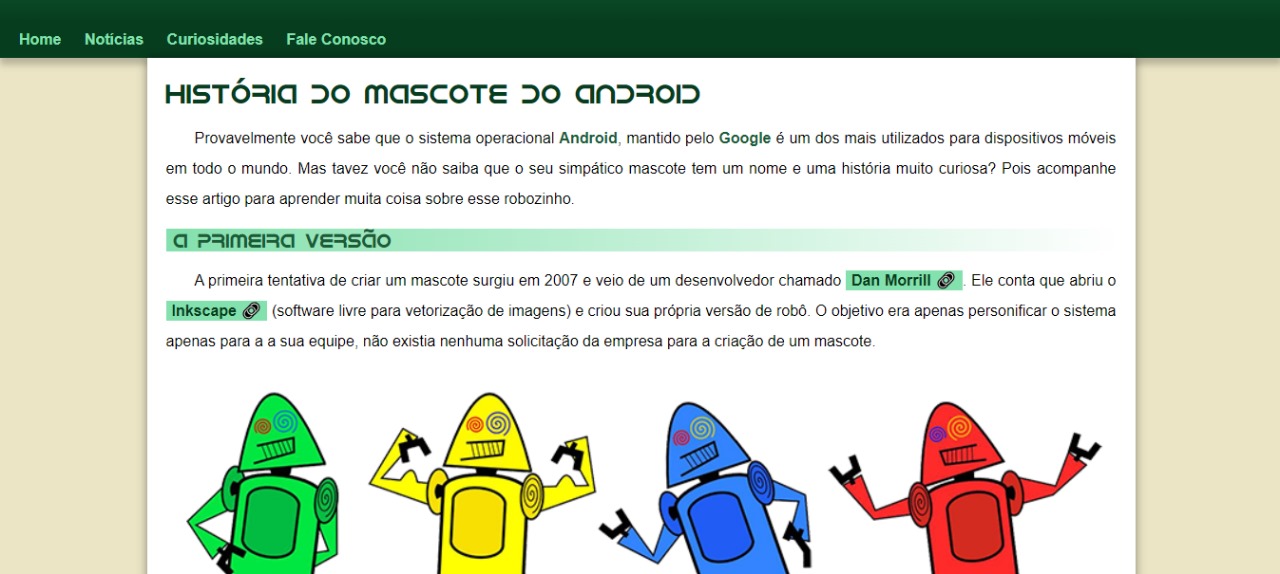 Home Notícias Curiosidades Fale Conosco
História do Mascote do Android
Provavelmente você sabe que o sistema operacional Android, mantido pelo Google é um dos mais utilizados para dispositivos móveis
em todo o mundo. Mas tavez você não saiba que o seu simpático mascote tem um nome e uma história muito curiosa? Pois acompanhe
esse artigo para aprender muita coisa sobre esse robozinho.
A primeira versão
A primeira tentativa de criar um mascote surgiu em 2007 e veio de um desenvolvedor chamado Dan Morrill . Ele conta que abriu o
Inkscape (software livre para vetorização de imagens) e criou sua própria versão de robô. O objetivo era apenas personificar o sistema
apenas para a a sua equipe, não existia nenhuma solicitação da empresa para a criação de um mascote.